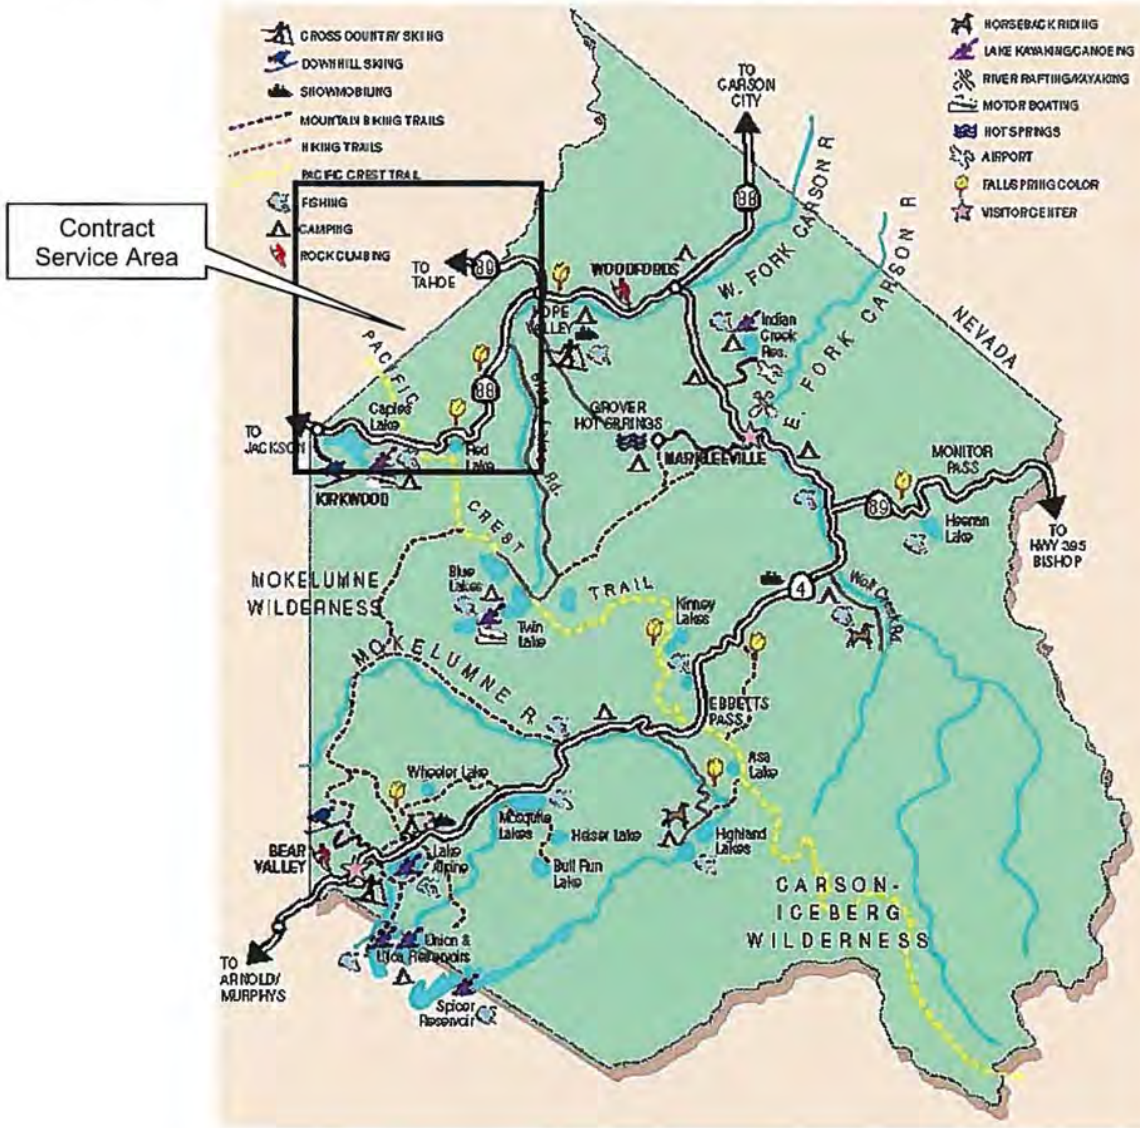 CROSS COUNTRY SKIING
DOWNHILL SKIING
SNOWMOBILING
MOUNTAIN BIKING TRAILS
HIKING TRAILS
PACIFIC CREST TRAIL
FISHING
CAMPING
ROCK CLIMBING
HORSEBACK RIDING
LAKE KAYAKING/CANOEING
RIVER RAFTING/KAYAKING
MOTOR BOATING
HOT SPRINGS
AIRPORT
FALL/SPRING COLOR
VISITOR CENTER
Contract
Service Area
TO
CARSON
CITY
88
TO
TAHOE
89
WOODFORDS
W. FORK CARSON R
E. FORK CARSON R
NEVADA
HOPE
VALLEY
Indian
Creek
Res.
PACIFIC
88
Caples
Lake
TO
JACKSON
Red
Lake
KIRKWOOD
Rd.
GROVER
HOT SPRINGS
MARKLEEVILLE
MONITOR
PASS
89
Heenan
Lake
TO
HWY 395
BISHOP
CREST
TRAIL
MOKELUMNE
WILDERNESS
Blue
Lakes
Twin
Lake
Kinney
Lakes
4
Wolf Creek Rd.
MOKELUMNE R.
EBBETTS
PASS
Asa
Lake
Wheeler Lake
Mosquito
Lakes
Heiser Lake
Bull Run
Lake
Highland
Lakes
BEAR
VALLEY
Lake
Alpine
CARSON-
ICEBERG
WILDERNESS
Union &
Utica Reservoirs
TO
ARNOLD/
MURPHYS
Spicer
Reservoir